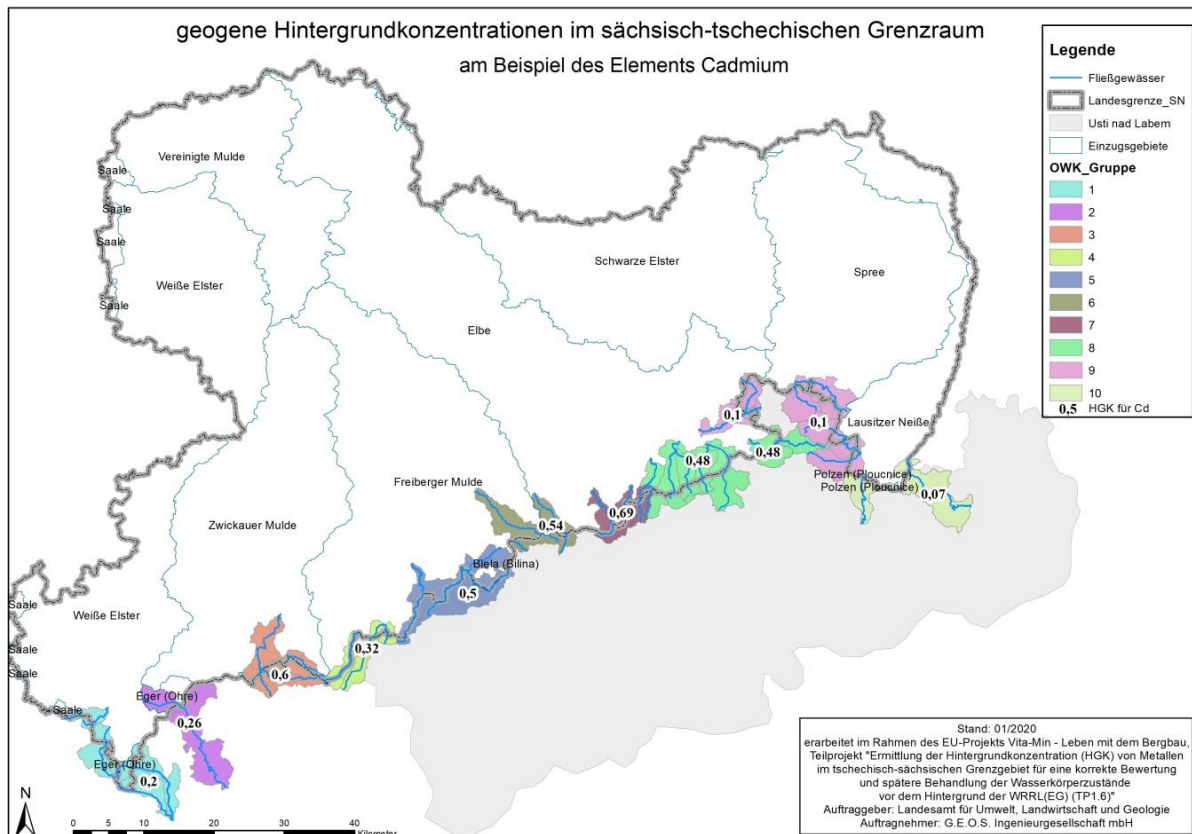 geogene Hintergrundkonzentrationen im sächsisch-tschechischen Grenzraum
am Beispiel des Elements Cadmium
Legende
Fließgewässer
Landesgrenze_SN
Usti nad Labem
Einzugsgebiete
OWK_Gruppe
1
2
3
4
5
6
7
8
9
10
0,5 HGK für Cd
Vereinigte Mulde
Saale
Saale
Saale
Weiße Elster
Saale
Schwarze Elster
Spree
Elbe
0,1
0,1
Lausitzer Neiße
0,48
0,48
Polzen (Ploucnice)
Polzen (Ploucnice)
0,07
Freiberger Mulde
0,69
Zwickauer Mulde
0,54
Biela (Bilina)
0,5
Saale
Weiße Elster
0,32
Saale
Saale
0,6
Eger (Ohre)
Saale
0,26
Eger (Ohre)
0,2
N
0 10 20 30 40
Kilometer
Stand: 01/2020
erarbeitet im Rahmen des EU-Projekts Vita-Min - Leben mit dem Bergbau,
Teilprojekt "Ermittlung der Hintergrundkonzentration (HGK) von Metallen
im tschechisch-sächsischen Grenzgebiet für eine korrekte Bewertung
und spätere Behandlung der Wasserkörperzustände
vor dem Hintergrund der WRRL(EG) (TP1.6)"
Auftraggeber: Landesamt für Umwelt, Landwirtschaft und Geologie
Auftragnehmer: G.E.O.S. Ingenieurgesellschaft mbH